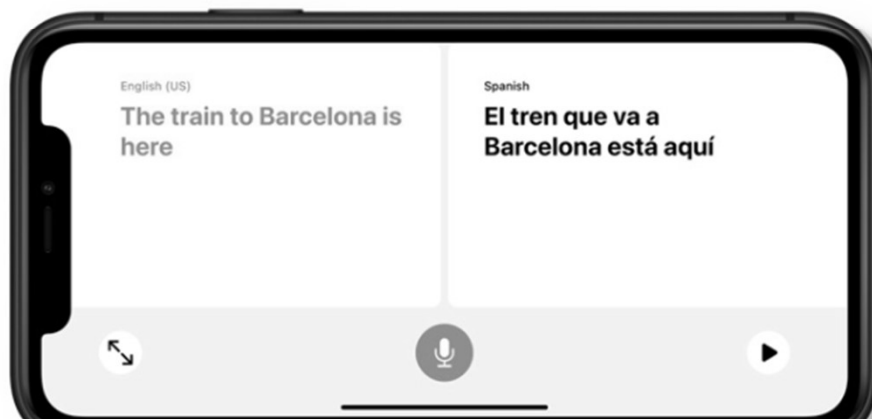 English (US)
The train to Barcelona is
here
Spanish
El tren que va a
Barcelona está aquí